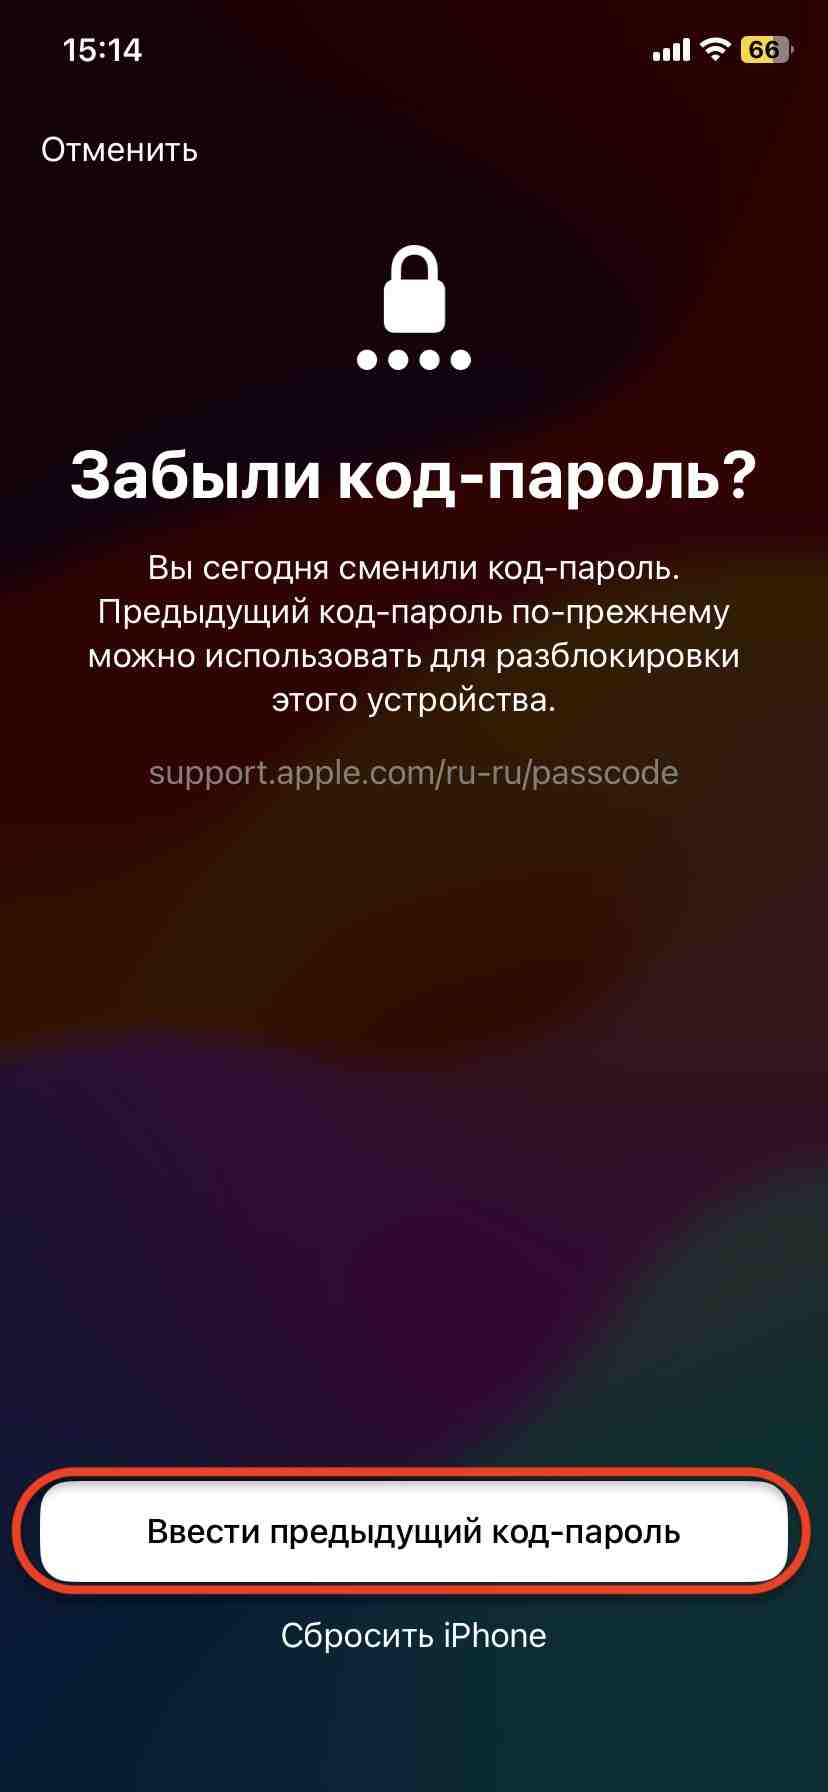 15:14
66
Отменить
Забыли код-пароль?
Вы сегодня сменили код-пароль.
Предыдущий код-пароль по-прежнему
можно использовать для разблокировки
этого устройства.
support.apple.com/ru-ru/passcode
Ввести предыдущий код-пароль
Сбросить iPhone